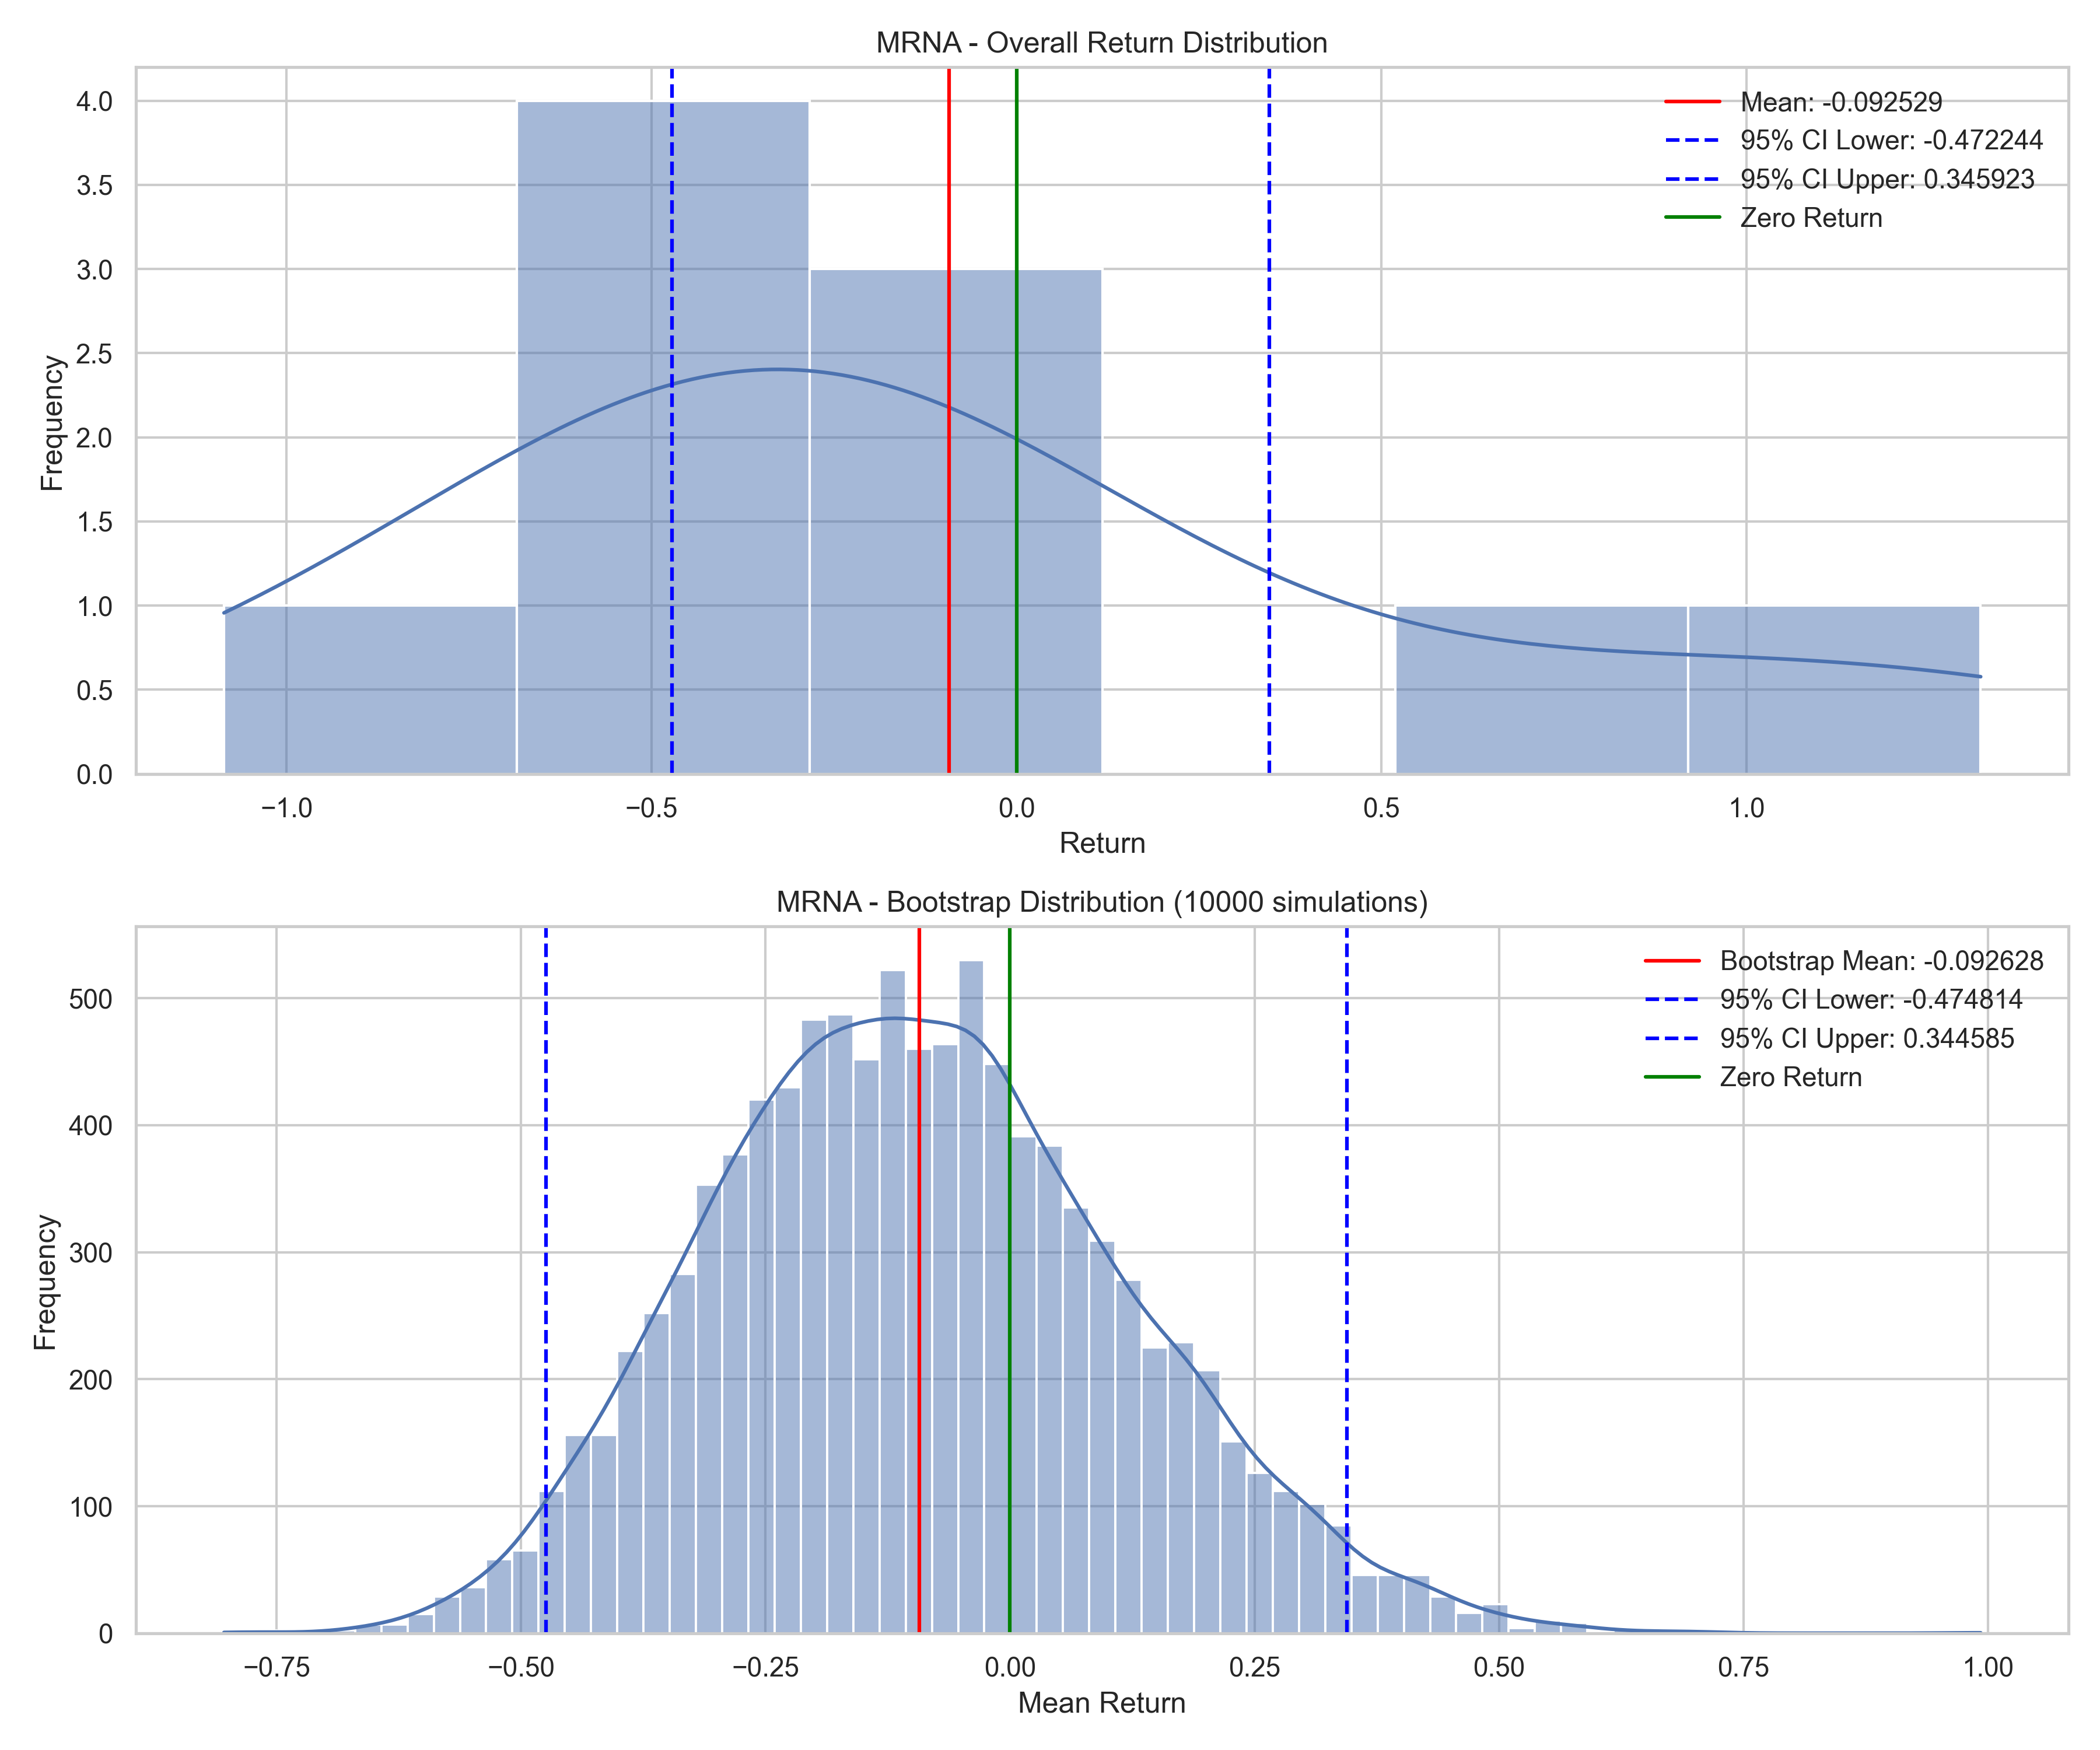 MRNA - Overall Return Distribution
Mean: -0.092529
95% CI Lower: -0.472244
95% CI Upper: 0.345923
Zero Return
Frequency
4.0
3.5
3.0
2.5
2.0
1.5
1.0
0.5
0.0
−1.0
−0.5
0.0
0.5
1.0
Return
MRNA - Bootstrap Distribution (10000 simulations)
Bootstrap Mean: -0.092628
95% CI Lower: -0.474814
95% CI Upper: 0.344585
Zero Return
Frequency
500
400
300
200
100
0
−0.75
−0.50
−0.25
0.00
0.25
0.50
0.75
1.00
Mean Return